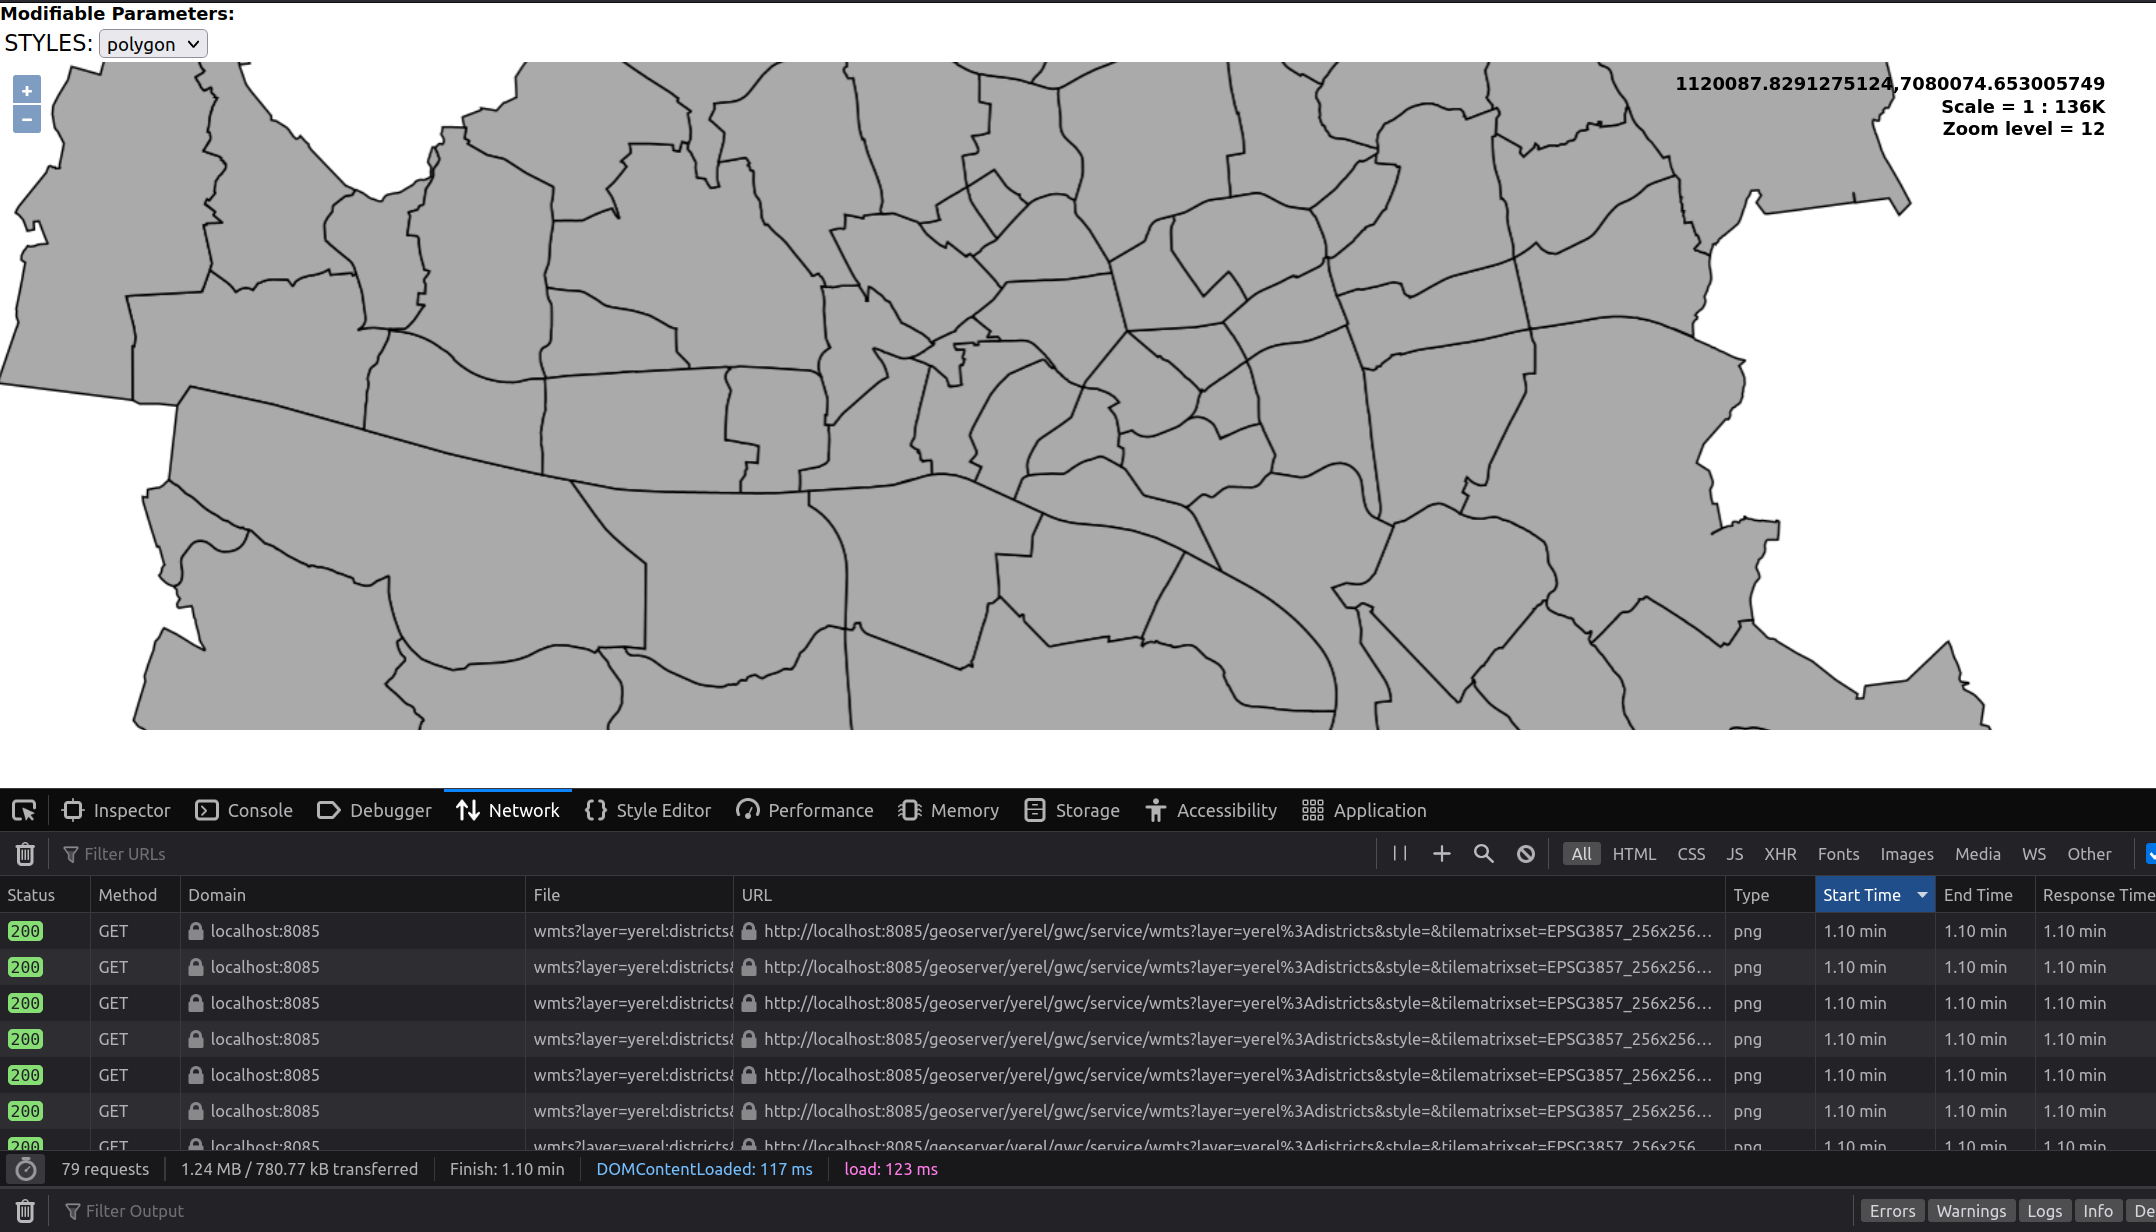 Modifiable Parameters:
STYLES: polygon
+
−
1120087.8291275124,7080074.653005749
Scale = 1 : 136K
Zoom level = 12
Inspector Console Debugger Network Style Editor Performance Memory Storage Accessibility Application
Filter URLs All HTML CSS JS XHR Fonts Images Media WS Other
Status Method Domain File URL Type Start Time End Time Response Time
200 GET localhost:8085 wmts?layer=yerel:districts& http://localhost:8085/geoserver/yerel/gwc/service/wmts?layer=yerel%3Adistricts&style=&tilematrixset=EPSG3857_256x256… png 1.10 min 1.10 min 1.10 min
200 GET localhost:8085 wmts?layer=yerel:districts& http://localhost:8085/geoserver/yerel/gwc/service/wmts?layer=yerel%3Adistricts&style=&tilematrixset=EPSG3857_256x256… png 1.10 min 1.10 min 1.10 min
200 GET localhost:8085 wmts?layer=yerel:districts& http://localhost:8085/geoserver/yerel/gwc/service/wmts?layer=yerel%3Adistricts&style=&tilematrixset=EPSG3857_256x256… png 1.10 min 1.10 min 1.10 min
200 GET localhost:8085 wmts?layer=yerel:districts& http://localhost:8085/geoserver/yerel/gwc/service/wmts?layer=yerel%3Adistricts&style=&tilematrixset=EPSG3857_256x256… png 1.10 min 1.10 min 1.10 min
200 GET localhost:8085 wmts?layer=yerel:districts& http://localhost:8085/geoserver/yerel/gwc/service/wmts?layer=yerel%3Adistricts&style=&tilematrixset=EPSG3857_256x256… png 1.10 min 1.10 min 1.10 min
200 GET localhost:8085 wmts?layer=yerel:districts& http://localhost:8085/geoserver/yerel/gwc/service/wmts?layer=yerel%3Adistricts&style=&tilematrixset=EPSG3857_256x256… png 1.10 min 1.10 min 1.10 min
200 GET localhost:8085 wmts?layer=yerel:districts& http://localhost:8085/geoserver/yerel/gwc/service/wmts?layer=yerel%3Adistricts&style=&tilematrixset=EPSG3857_256x256… png 1.10 min 1.10 min 1.10 min
79 requests 1.24 MB / 780.77 kB transferred Finish: 1.10 min DOMContentLoaded: 117 ms load: 123 ms
Filter Output Errors Warnings Logs Info De